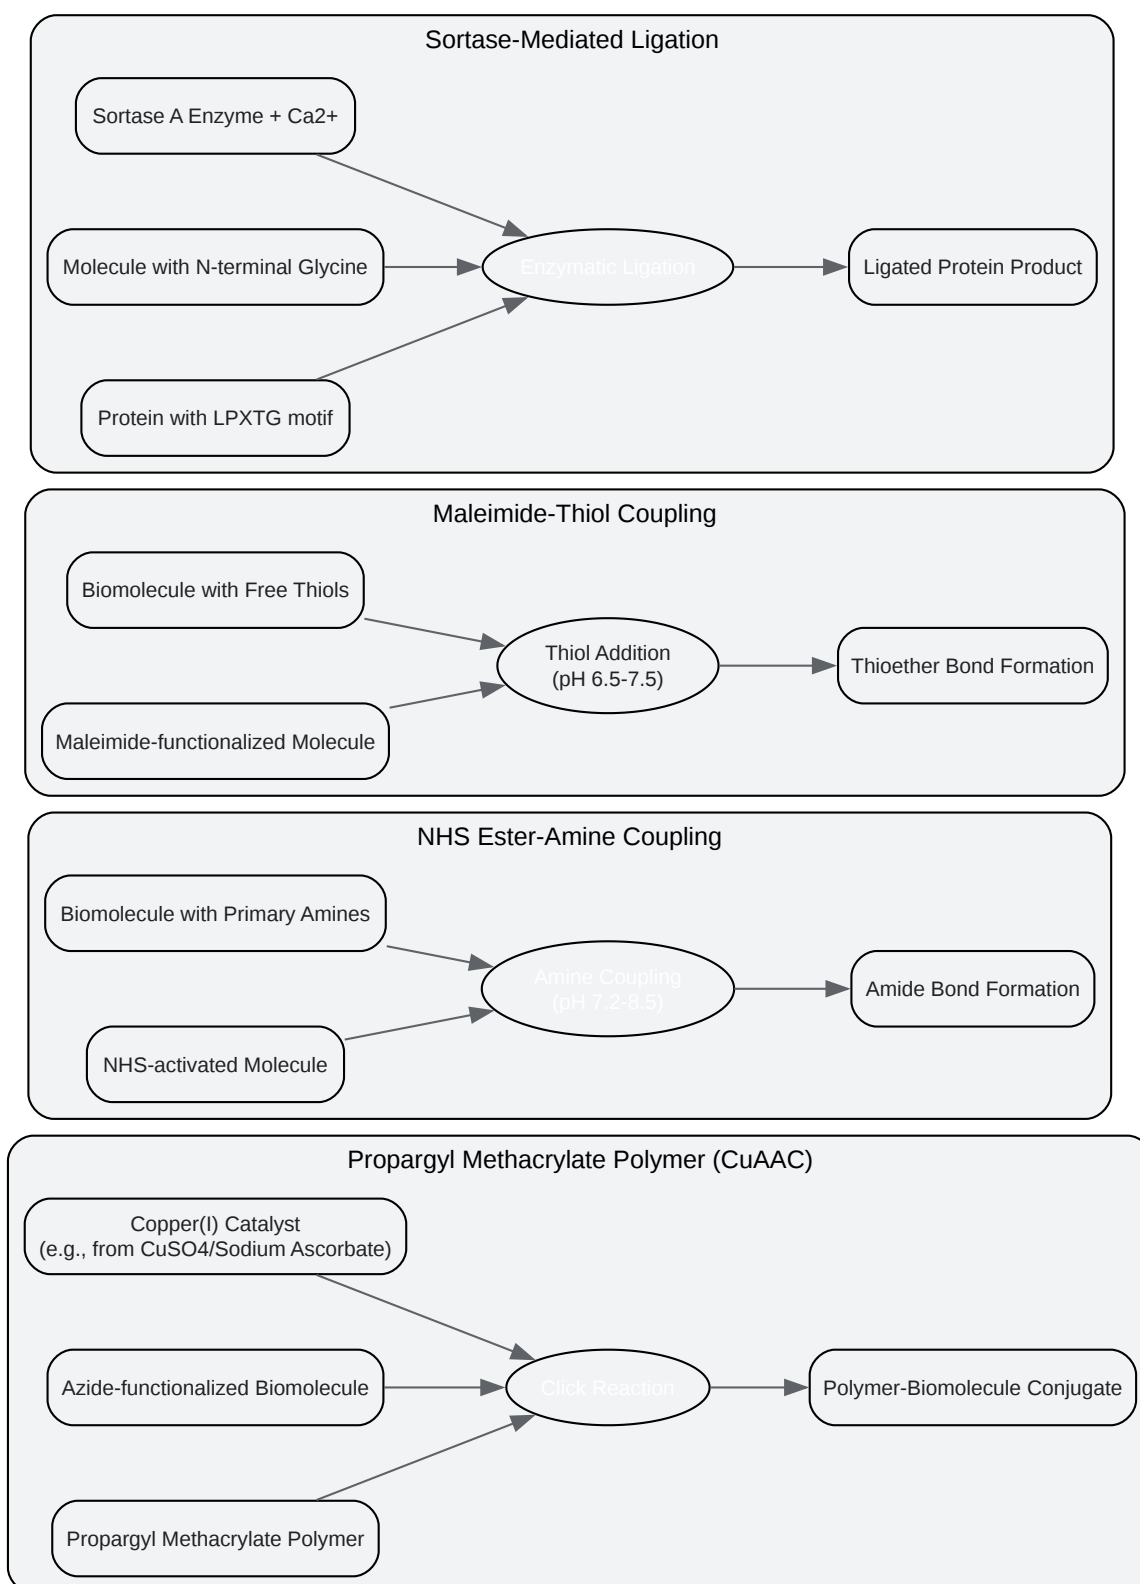 Sortase-Mediated Ligation
Sortase A Enzyme + Ca2+
Molecule with N-terminal Glycine
Enzymatic Ligation
Ligated Protein Product
Protein with LPXTG motif
Maleimide-Thiol Coupling
Biomolecule with Free Thiols
Thiol Addition
(pH 6.5-7.5)
Thioether Bond Formation
Maleimide-functionalized Molecule
NHS Ester-Amine Coupling
Biomolecule with Primary Amines
Amine Coupling
(pH 7.2-8.5)
Amide Bond Formation
NHS-activated Molecule
Propargyl Methacrylate Polymer (CuAAC)
Copper(I) Catalyst
(e.g., from CuSO4/Sodium Ascorbate)
Azide-functionalized Biomolecule
Click Reaction
Polymer-Biomolecule Conjugate
Propargyl Methacrylate Polymer